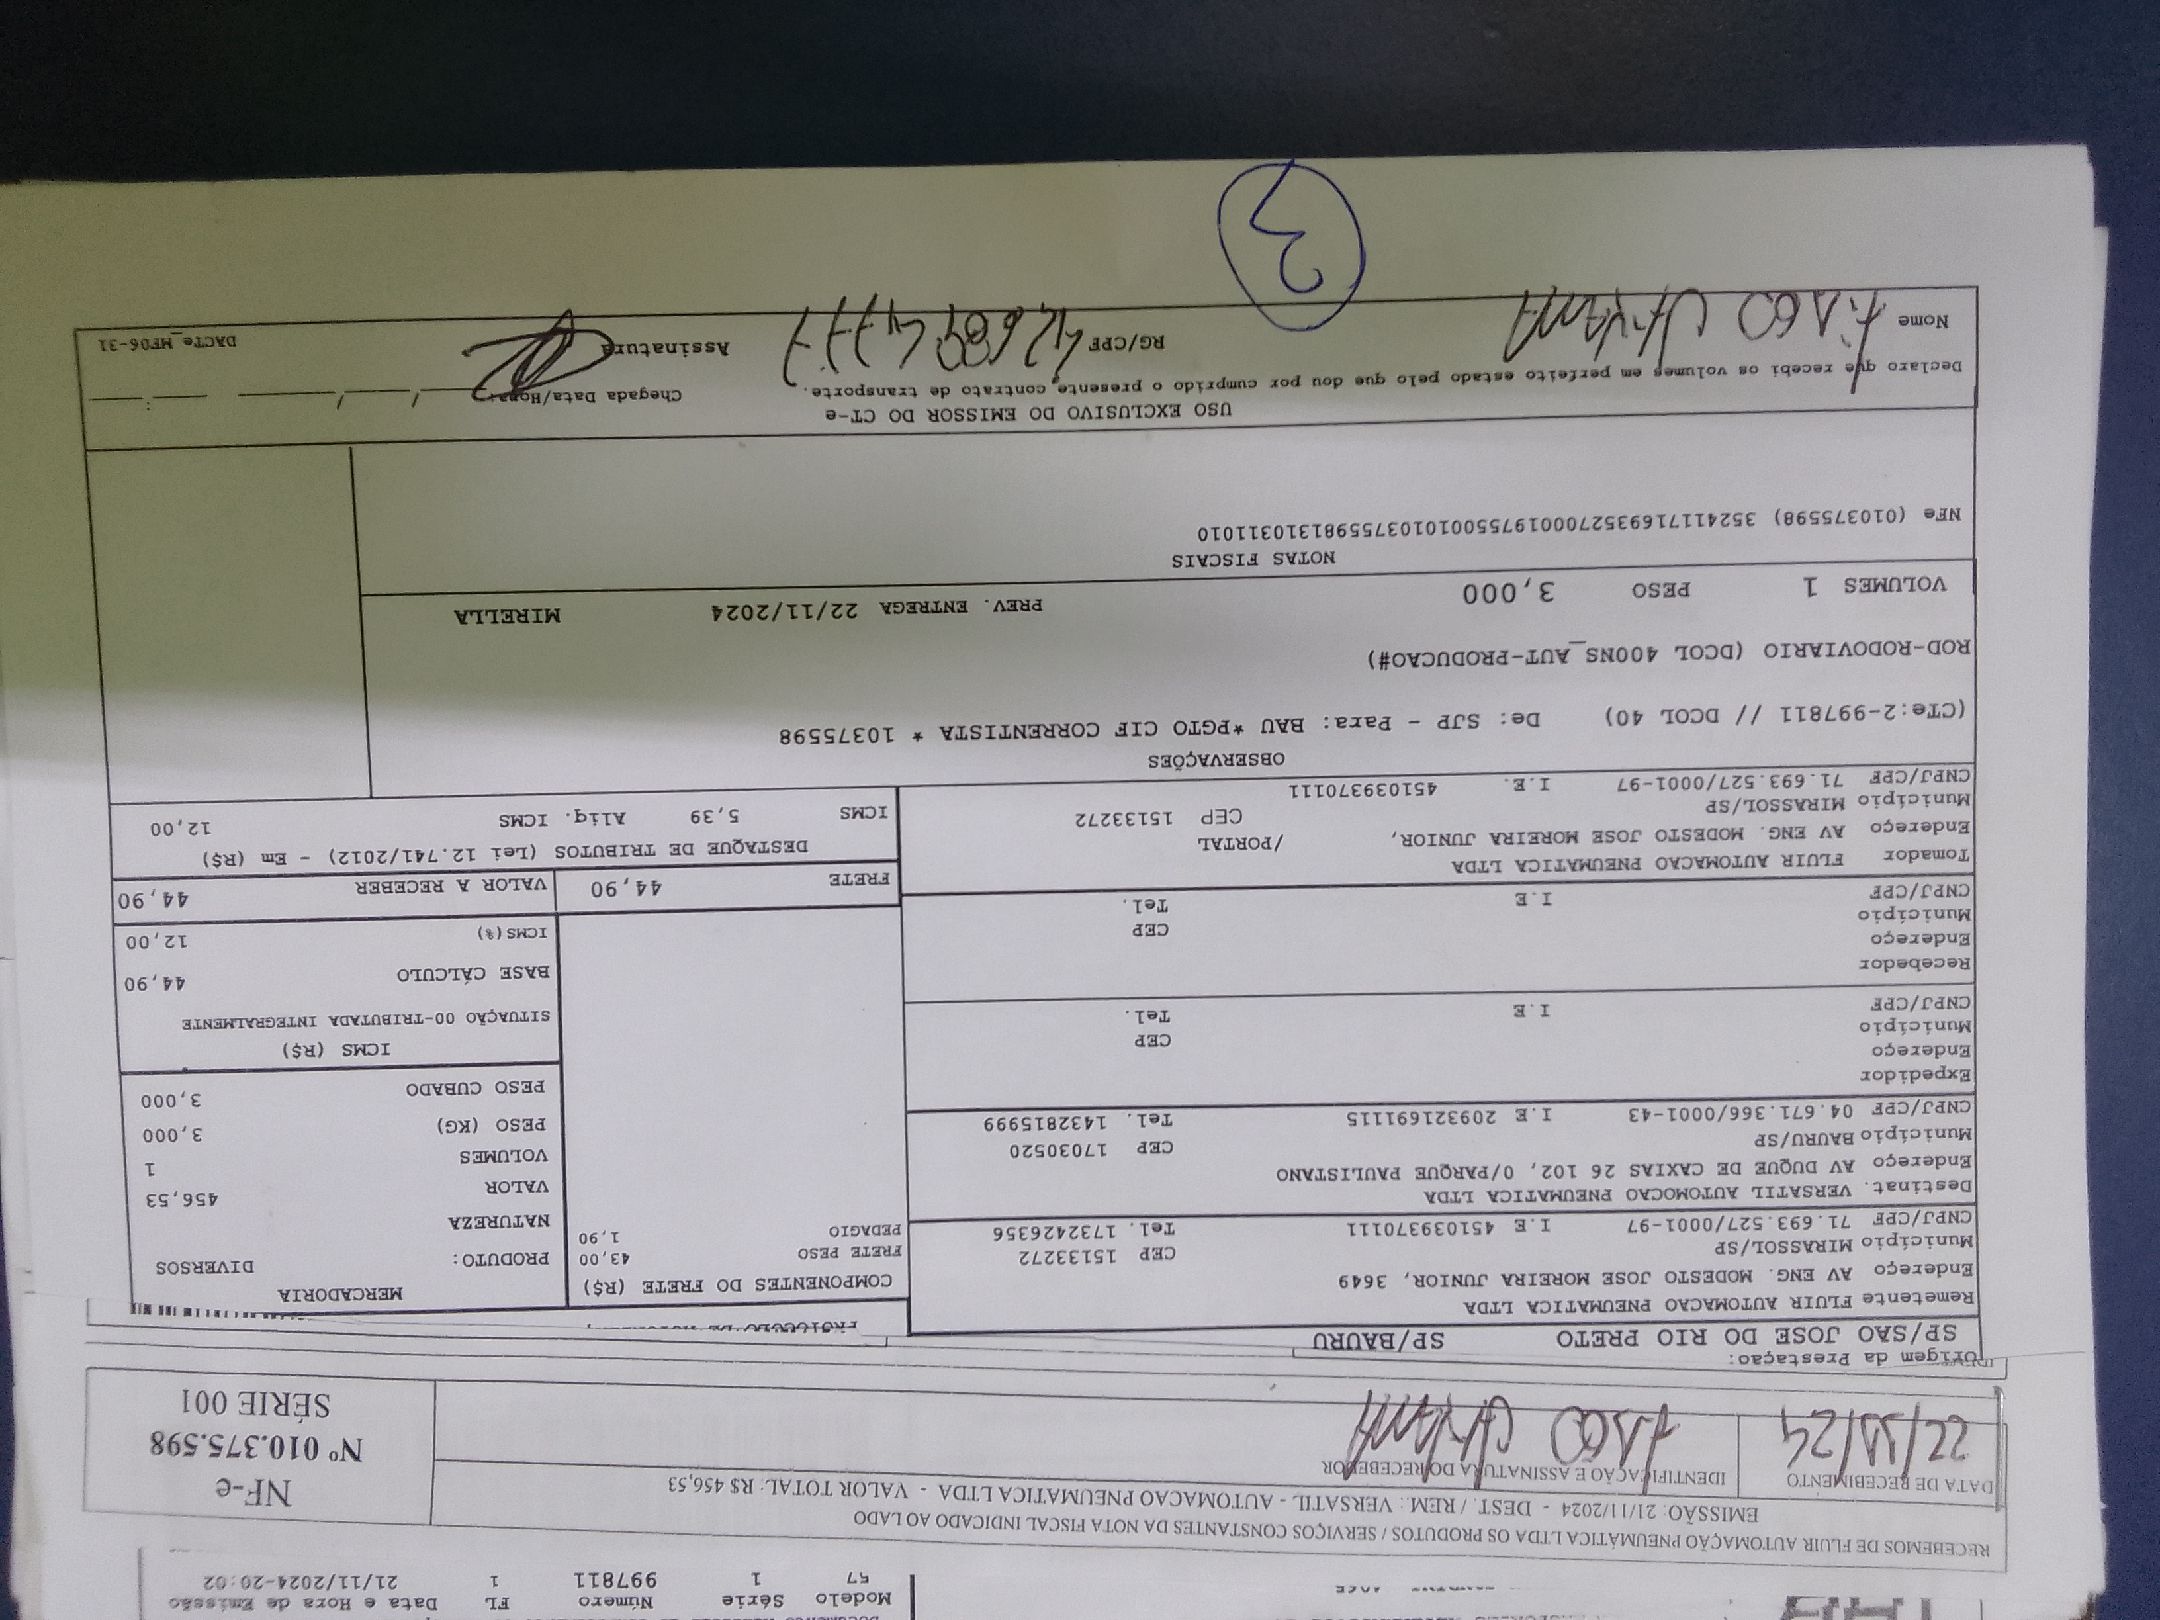 Modelo Série Número FL Data e Hora de Emissão
57 1 997811 1 21/11/2024-20:02
RECEBEMOS DE FLUIR AUTOMAÇÃO PNEUMÁTICA LTDA OS PRODUTOS / SERVIÇOS CONSTANTES DA NOTA FISCAL INDICADO AO LADO
EMISSÃO: 21/11/2024 - DEST. / REM.: VERSATIL - AUTOMACAO PNEUMATICA LTDA - VALOR TOTAL: R$ 456,53
DATA DE RECEBIMENTO
IDENTIFICAÇÃO E ASSINATURA DO RECEBEDOR
22/11/24
NF-e
Nº 010.375.598
SÉRIE 001
Origem da Prestação:
SP/SAO JOSE DO RIO PRETO SP/BAURU
Remetente FLUIR AUTOMACAO PNEUMATICA LTDA
Endereço AV ENG. MODESTO JOSE MOREIRA JUNIOR, 3649
Município MIRASSOL/SP CEP 15133272
CNPJ/CPF 71.693.527/0001-97 I.E 451039370111 Tel. 1732426356
Destinat. VERSATIL AUTOMOCAO PNEUMATICA LTDA
Endereço AV DUQUE DE CAXIAS 26 102, 0/PARQUE PAULISTANO
Município BAURU/SP CEP 17030520
CNPJ/CPF 04.671.366/0001-43 I.E 209321691115 Tel. 1432815999
Expedidor
Endereço
Município CEP
CNPJ/CPF I.E Tel.
Recebedor
Endereço
Município CEP
CNPJ/CPF I.E Tel.
Tomador FLUIR AUTOMACAO PNEUMATICA LTDA
Endereço AV ENG. MODESTO JOSE MOREIRA JUNIOR, /PORTAL
Município MIRASSOL/SP CEP 15133272
CNPJ/CPF 71.693.527/0001-97 I.E. 451039370111
COMPONENTES DO FRETE (R$)
FRETE PESO 43,00
PEDAGIO 1,90
FRETE 44,90
MERCADORIA
PRODUTO: DIVERSOS
NATUREZA
VALOR 456,53
VOLUMES 1
PESO (KG) 3,000
PESO CUBADO 3,000
ICMS (R$)
SITUAÇÃO 00-TRIBUTADA INTEGRALMENTE
BASE CÁLCULO 44,90
ICMS(%) 12,00
VALOR A RECEBER 44,90
DESTAQUE DE TRIBUTOS (Lei 12.741/2012) - Em (R$)
ICMS 5,39 Aliq. ICMS 12,00
OBSERVAÇÕES
(CTe:2-997811 // DCOL 40) De: SJP - Para: BAU *PGTO CIF CORRENTISTA * 10375598
ROD-RODOVIARIO (DCOL 400NS_AUT-PRODUCAO#)
VOLUMES 1 PESO 3,000 PREV. ENTREGA 22/11/2024 MIRELLA
NOTAS FISCAIS
NFe (010375598) 35241171693527000197550010103755981310311010
USO EXCLUSIVO DO EMISSOR DO CT-e
Declaro que recebi os volumes em perfeito estado pelo que dou por cumprido o presente contrato de transporte.
Chegada Data/Hora:
Nome
RG/CPF
Assinatura
DACTe_MF06-31
3